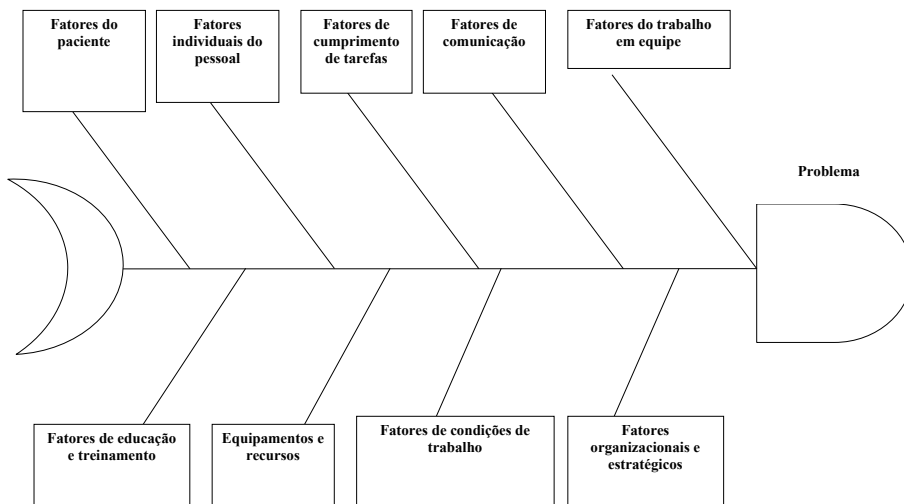 Fatores do
paciente
Fatores
individuais do
pessoal
Fatores de
cumprimento
de tarefas
Fatores de
comunicação
Fatores do trabalho
em equipe
Problema
Fatores de educação
e treinamento
Equipamentos e
recursos
Fatores de condições de
trabalho
Fatores
organizacionais e
estratégicos